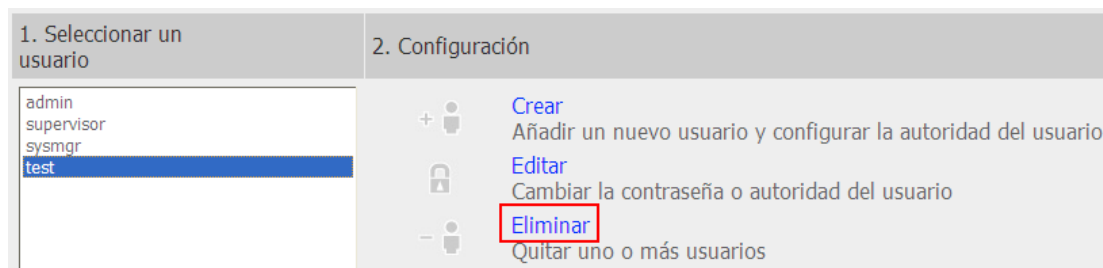 1. Seleccionar un
usuario
2. Configuración
admin
supervisor
sysmgr
test
Crear
Añadir un nuevo usuario y configurar la autoridad del usuario
Editar
Cambiar la contraseña o autoridad del usuario
Eliminar
Quitar uno o más usuarios